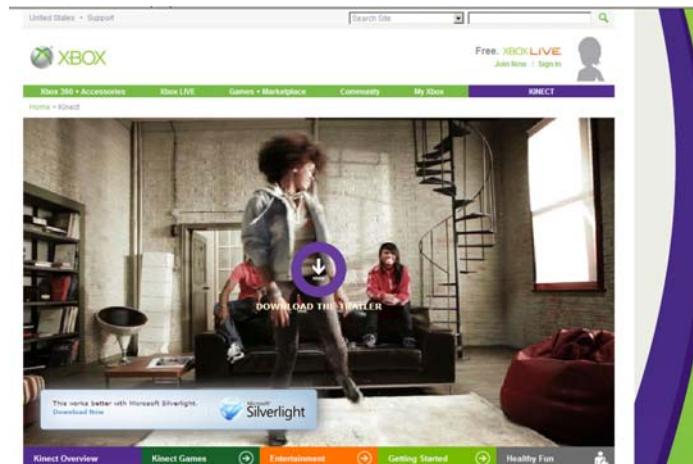 United States • Support
Search Site
XBOX
Free. XBOX LIVE
Join Now | Sign In
Xbox 360 + Accessories
Xbox LIVE
Games + Marketplace
Community
My Xbox
KINECT
Home > Kinect
DOWNLOAD THE TRAILER
This works better with Microsoft Silverlight.
Download Now
Microsoft
Silverlight
Kinect Overview
Kinect Games
Entertainment
Getting Started
Healthy Fun